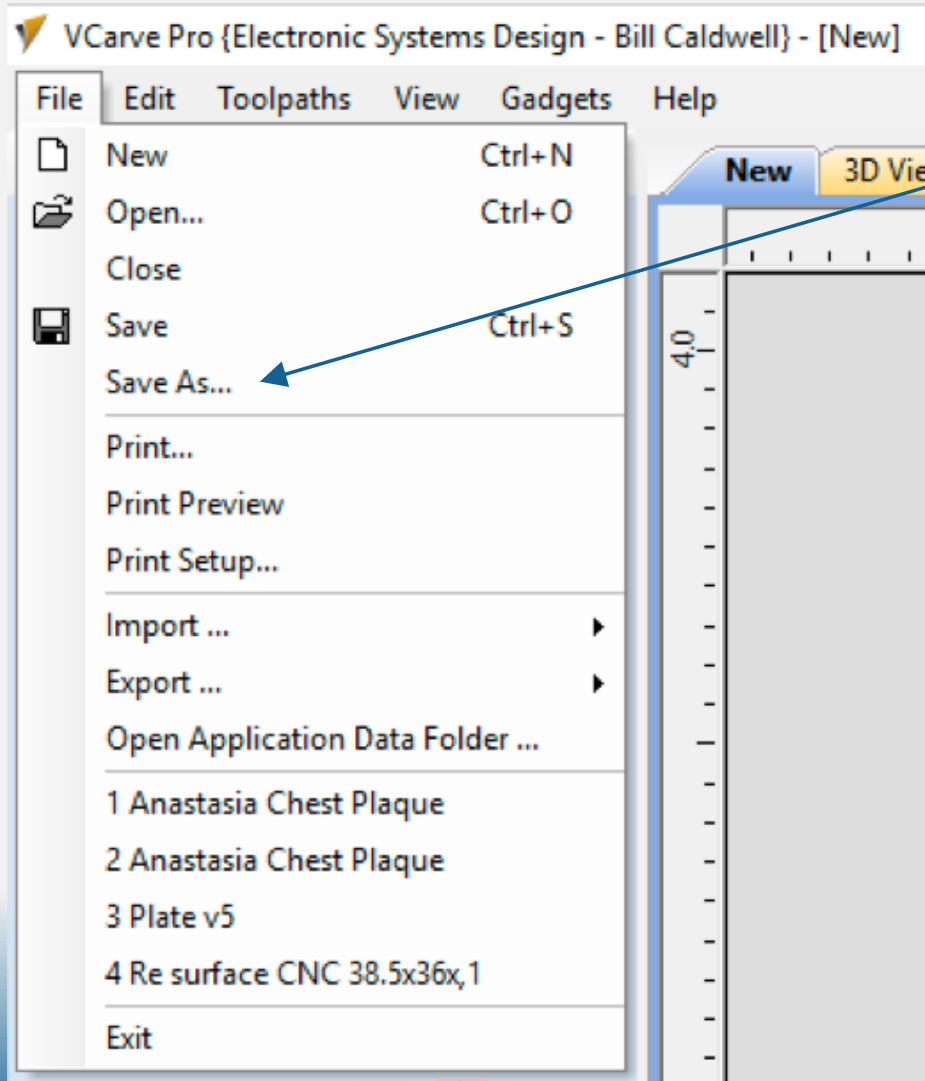 VCarve Pro {Electronic Systems Design - Bill Caldwell} - [New]
File Edit Toolpaths View Gadgets Help
New Ctrl+N
Open... Ctrl+O
Close
Save Ctrl+S
Save As...
Print...
Print Preview
Print Setup...
Import ...
Export ...
Open Application Data Folder ...
1 Anastasia Chest Plaque
2 Anastasia Chest Plaque
3 Plate v5
4 Re surface CNC 38.5x36x,1
Exit
New 3D Vie
4.0